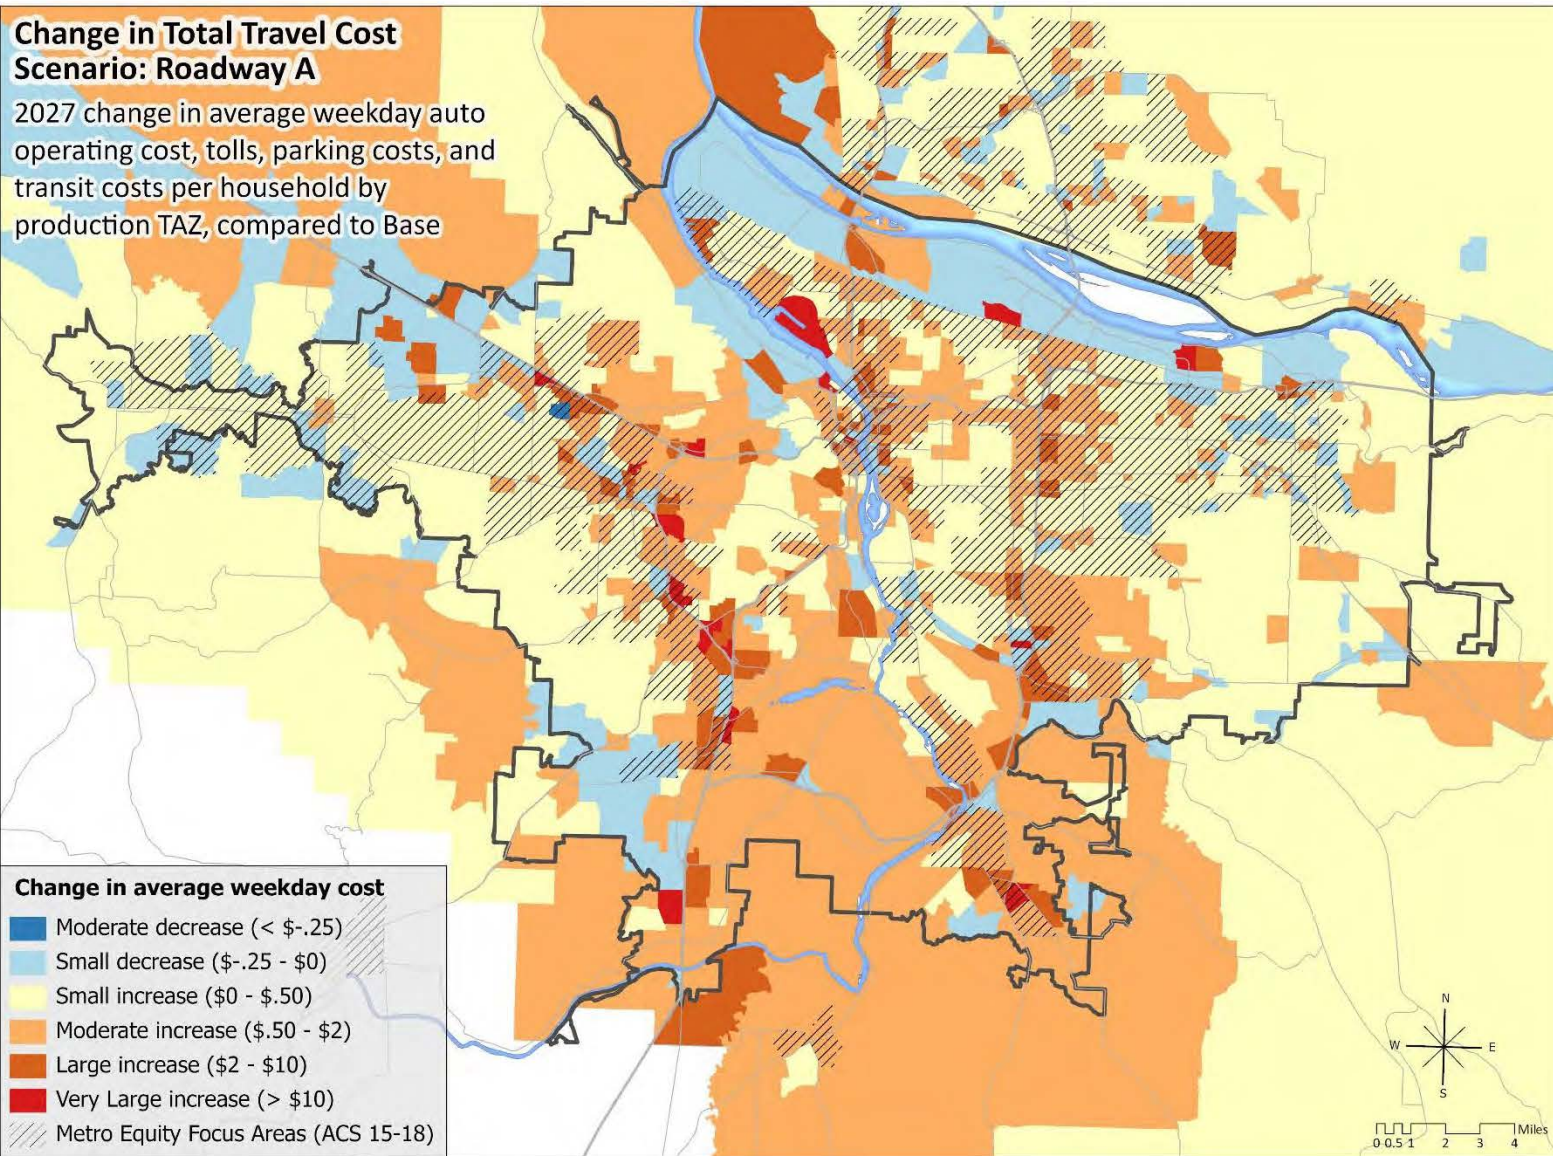 Change in Total Travel Cost
Scenario: Roadway A
2027 change in average weekday auto
operating cost, tolls, parking costs, and
transit costs per household by
production TAZ, compared to Base
Change in average weekday cost
Moderate decrease (< $-.25)
Small decrease ($-.25 - $0)
Small increase ($0 - $.50)
Moderate increase ($.50 - $2)
Large increase ($2 - $10)
Very Large increase (> $10)
Metro Equity Focus Areas (ACS 15-18)
N
W E
S
Miles
0 0.5 1 2 3 4